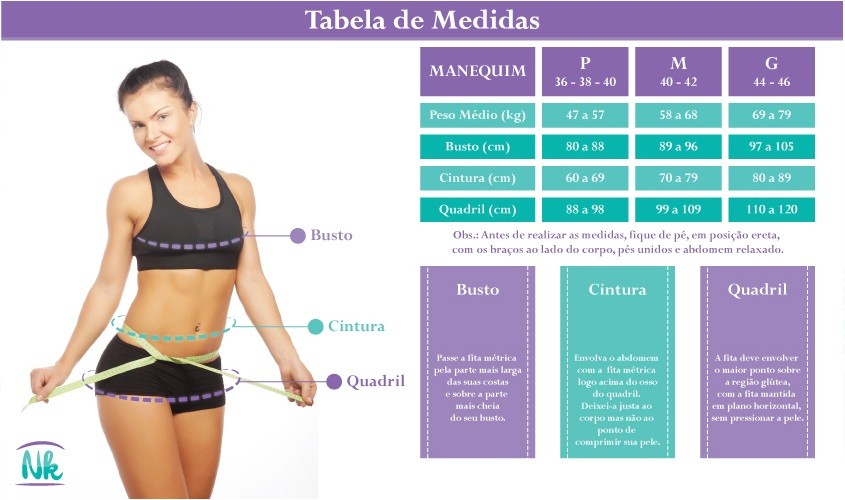 Tabela de Medidas
MANEQUIM
P
36 - 38 - 40
M
40 - 42
G
44 - 46
Peso Médio (kg)
47 a 57
58 a 68
69 a 79
Busto (cm)
80 a 88
89 a 96
97 a 105
Cintura (cm)
60 a 69
70 a 79
80 a 89
Quadril (cm)
88 a 98
99 a 109
110 a 120
Obs.: Antes de realizar as medidas, fique de pé, em posição ereta,
com os braços ao lado do corpo, pés unidos e abdomem relaxado.
Busto
Cintura
Quadril
Busto
Passe a fita métrica
pela parte mais larga
das suas costas
e sobre a parte
mais cheia
do seu busto.
Cintura
Envolva o abdomem
com a fita métrica
logo acima do osso
do quadril.
Deixei-a justa ao
corpo mas não ao
ponto de
comprimir sua pele.
Quadril
A fita deve envolver
o maior ponto sobre
a região glútea,
com a fita mantida
em plano horizontal,
sem pressionar a pele.
Nk